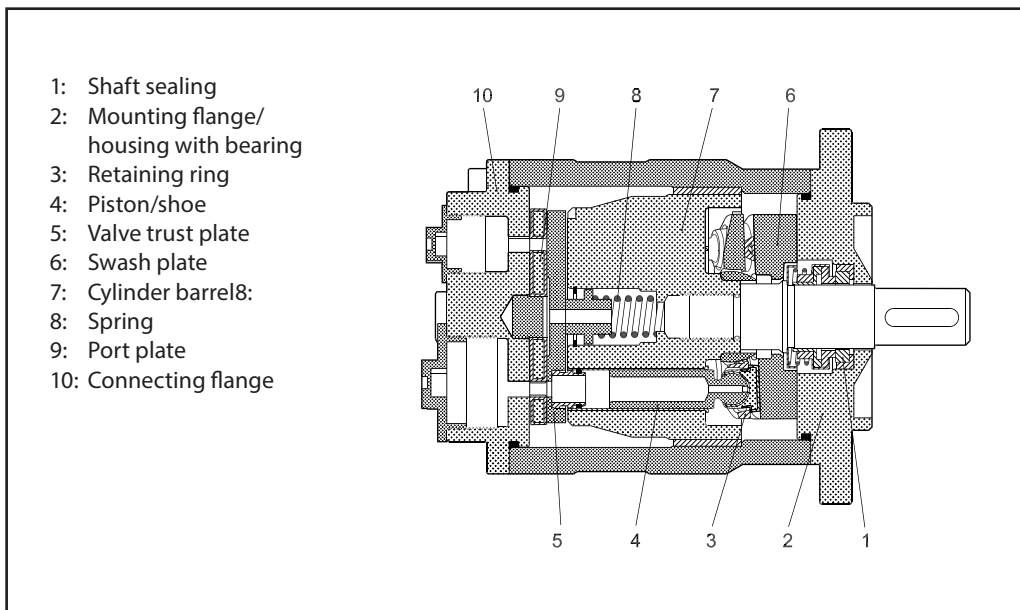 1: Shaft sealing
2: Mounting flange/
housing with bearing
3: Retaining ring
4: Piston/shoe
5: Valve trust plate
6: Swash plate
7: Cylinder barrel8:
8: Spring
9: Port plate
10: Connecting flange
10 9 8 7 6
5 4 3 2 1